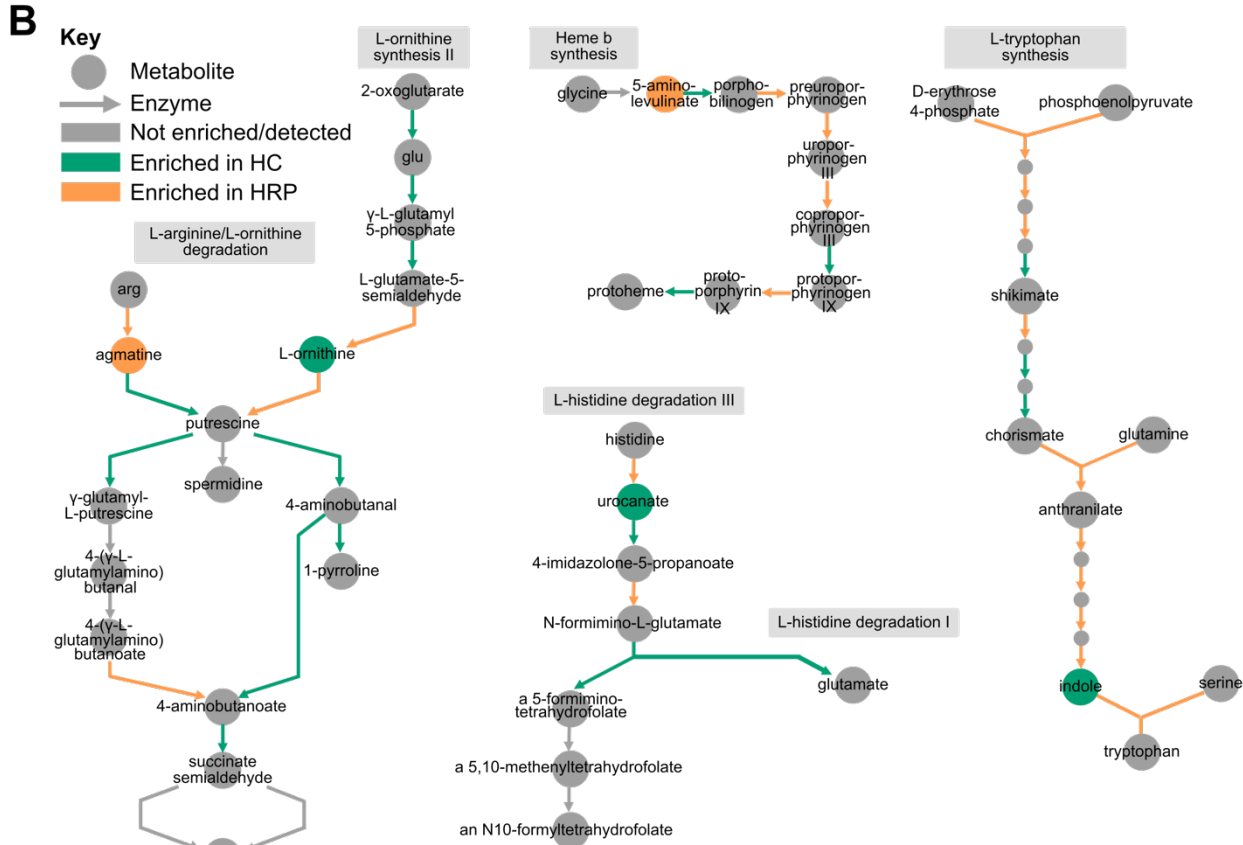 B
Key
Metabolite
Enzyme
Not enriched/detected
Enriched in HC
Enriched in HRP
L-arginine/L-ornithine
degradation
arg
agmatine
L-ornithine
synthesis II
2-oxoglutarate
glu
γ-L-glutamyl
5-phosphate
L-glutamate-5-
semialdehyde
L-ornithine
putrescine
spermidine
γ-glutamyl-
L-putrescine
4-(γ-L-
glutamylamino)
butanal
4-(γ-L-
glutamylamino)
butanoate
4-aminobutanal
1-pyrroline
4-aminobutanoate
succinate
semialdehyde
Heme b
synthesis
glycine
5-amino-
levulinate
porpho-
bilinogen
preuropor-
phyrinogen
uropor-
phyrinogen
III
copropor-
phyrinogen
III
protopor-
phyrinogen
IX
proto-
porphyrin
IX
protoheme
L-histidine degradation III
histidine
urocanate
4-imidazolone-5-propanoate
N-formimino-L-glutamate
L-histidine degradation I
glutamate
a 5-formimino-
tetrahydrofolate
a 5,10-methenyltetrahydrofolate
an N10-formyltetrahydrofolate
L-tryptophan
synthesis
D-erythrose
4-phosphate
phosphoenolpyruvate
shikimate
chorismate
glutamine
anthranilate
indole
serine
tryptophan